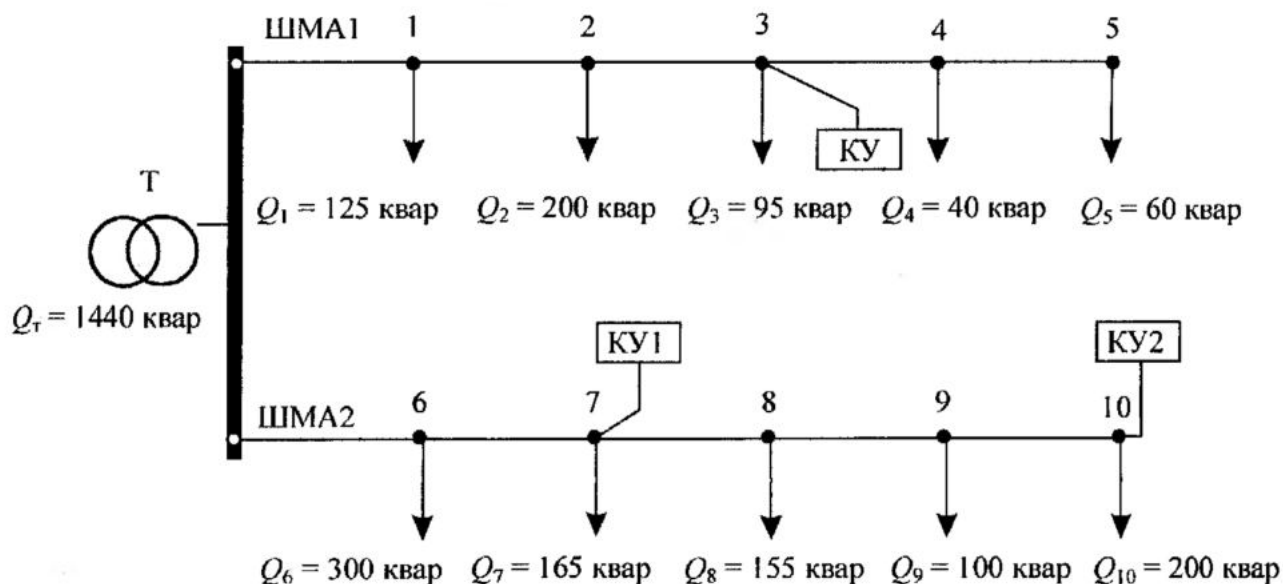 ШМА1 1 2 3 4 5
КУ
Т
Q₁ = 125 квар Q₂ = 200 квар Q₃ = 95 квар Q₄ = 40 квар Q₅ = 60 квар
Qт = 1440 квар
КУ1 КУ2
ШМА2 6 7 8 9 10
Q₆ = 300 квар Q₇ = 165 квар Q₈ = 155 квар Q₉ = 100 квар Q₁₀ = 200 квар